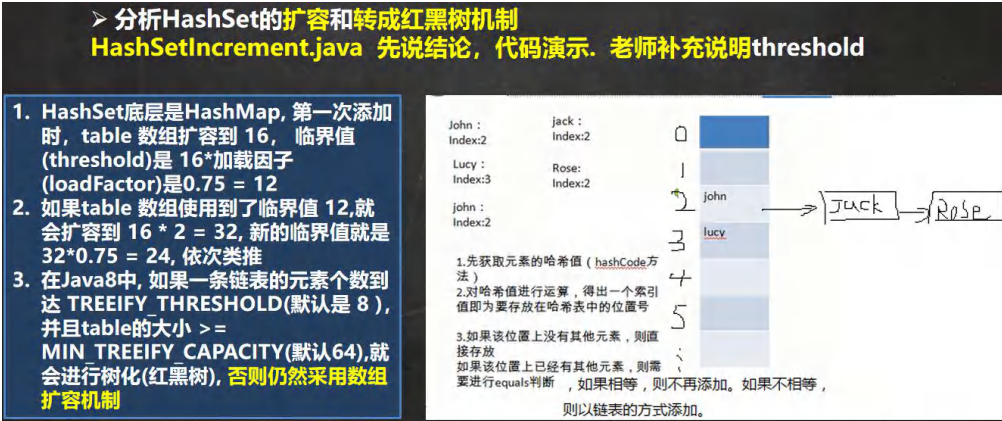 ➢ 分析HashSet的扩容和转成红黑树机制
HashSetIncrement.java 先说结论，代码演示. 老师补充说明threshold
1. HashSet底层是HashMap, 第一次添加
时，table 数组扩容到 16， 临界值
(threshold)是 16*加载因子
(loadFactor)是0.75 = 12
2. 如果table 数组使用到了临界值 12,就
会扩容到 16 * 2 = 32, 新的临界值就是
32*0.75 = 24, 依次类推
3. 在Java8中, 如果一条链表的元素个数到
达 TREEIFY_THRESHOLD(默认是 8 ),
并且table的大小 >=
MIN_TREEIFY_CAPACITY(默认64),就
会进行树化(红黑树), 否则仍然采用数组
扩容机制
John：
Index:2
jack：
Index:2
Lucy：
Index:3
Rose:
Index:2
john：
Index:2
1.先获取元素的哈希值（hashCode方
法）
2.对哈希值进行运算，得出一个索引
值即为要存放在哈希表中的位置号
3.如果该位置上没有其他元素，则直
接存放
如果该位置上已经有其他元素，则需
要进行equals判断 ，如果相等，则不再添加。如果不相等，
则以链表的方式添加。
0
1
2 john Jack Rose
3 lucy
4
5